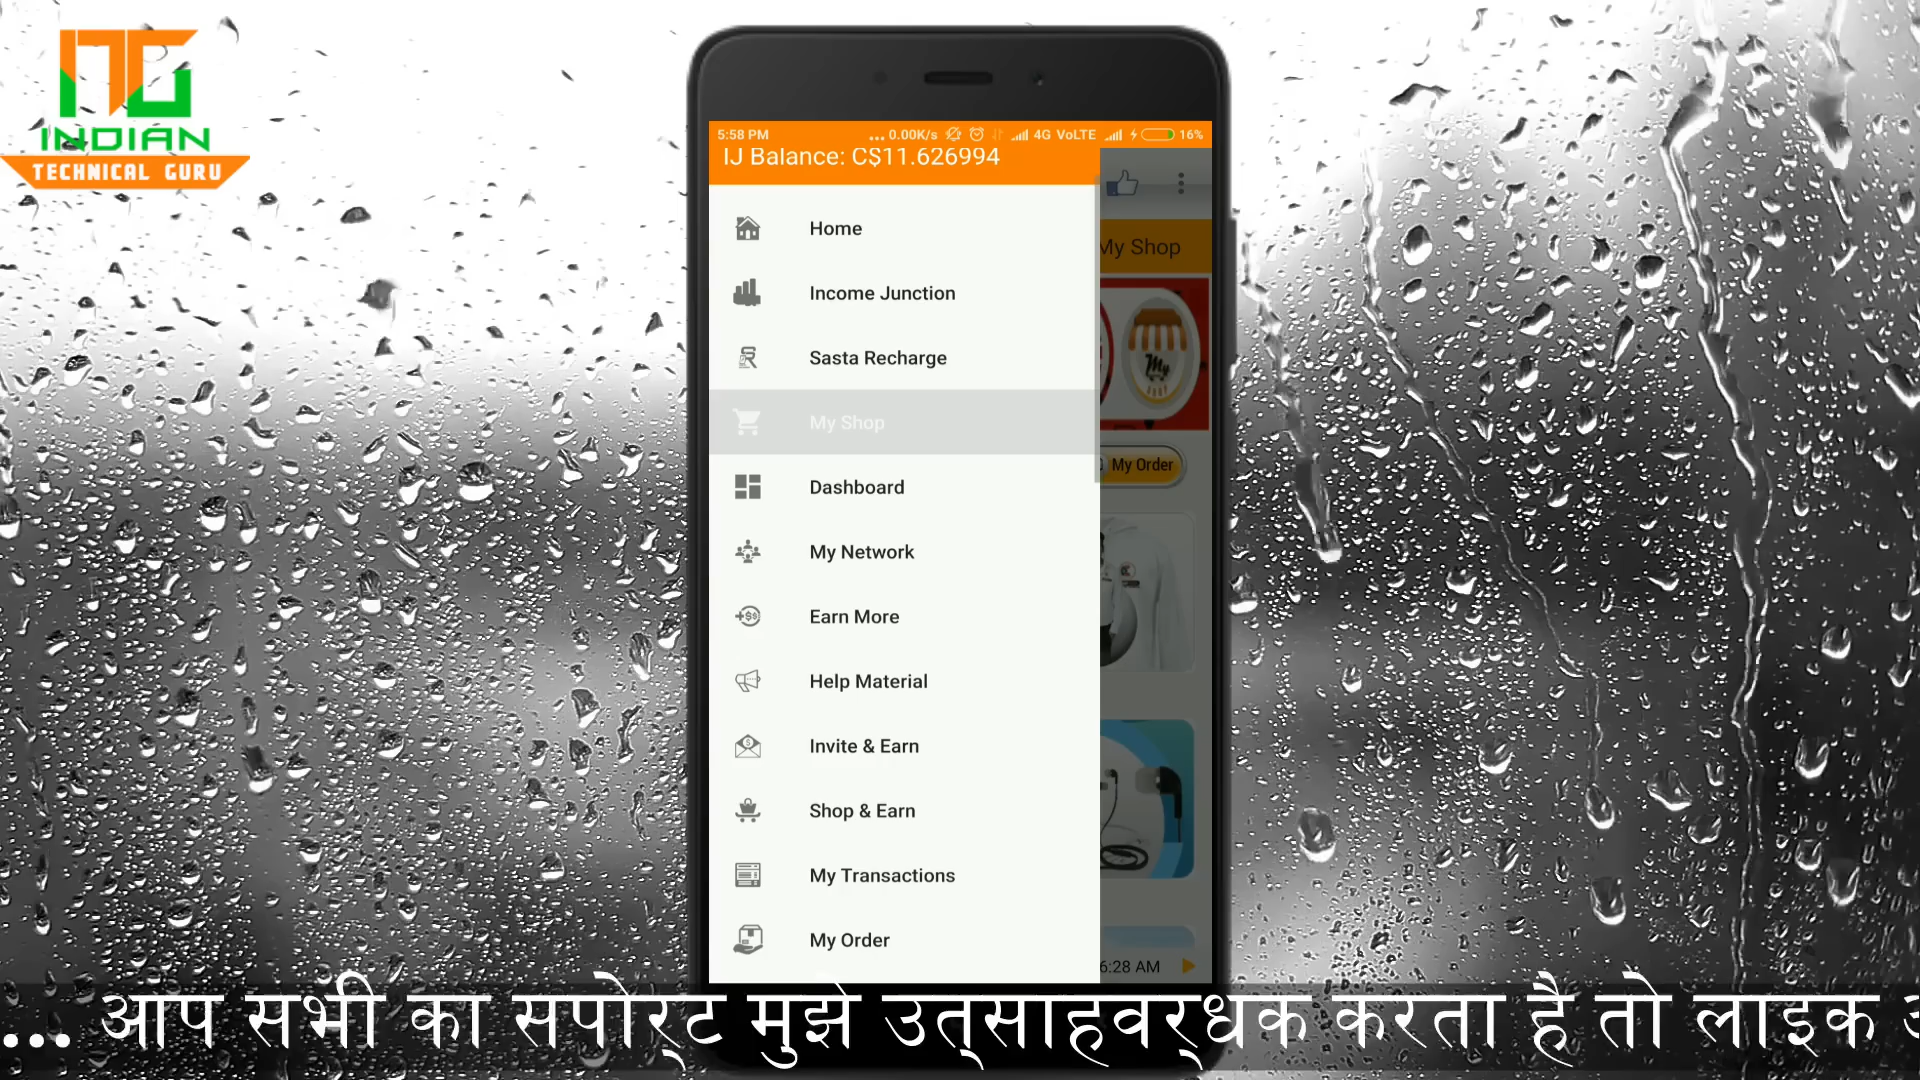 ITG
INDIAN
TECHNICAL GURU
5:58 PM
... 0.00K/s
4G VoLTE
16%
IJ Balance: C$11.626994
Home
Income Junction
Sasta Recharge
My Shop
Dashboard
My Network
Earn More
Help Material
Invite & Earn
Shop & Earn
My Transactions
My Order
My Shop
My
My Order
6:28 AM
... आप सभी का सपोर्ट मुझे उत्साहवर्धक करता है तो लाइक